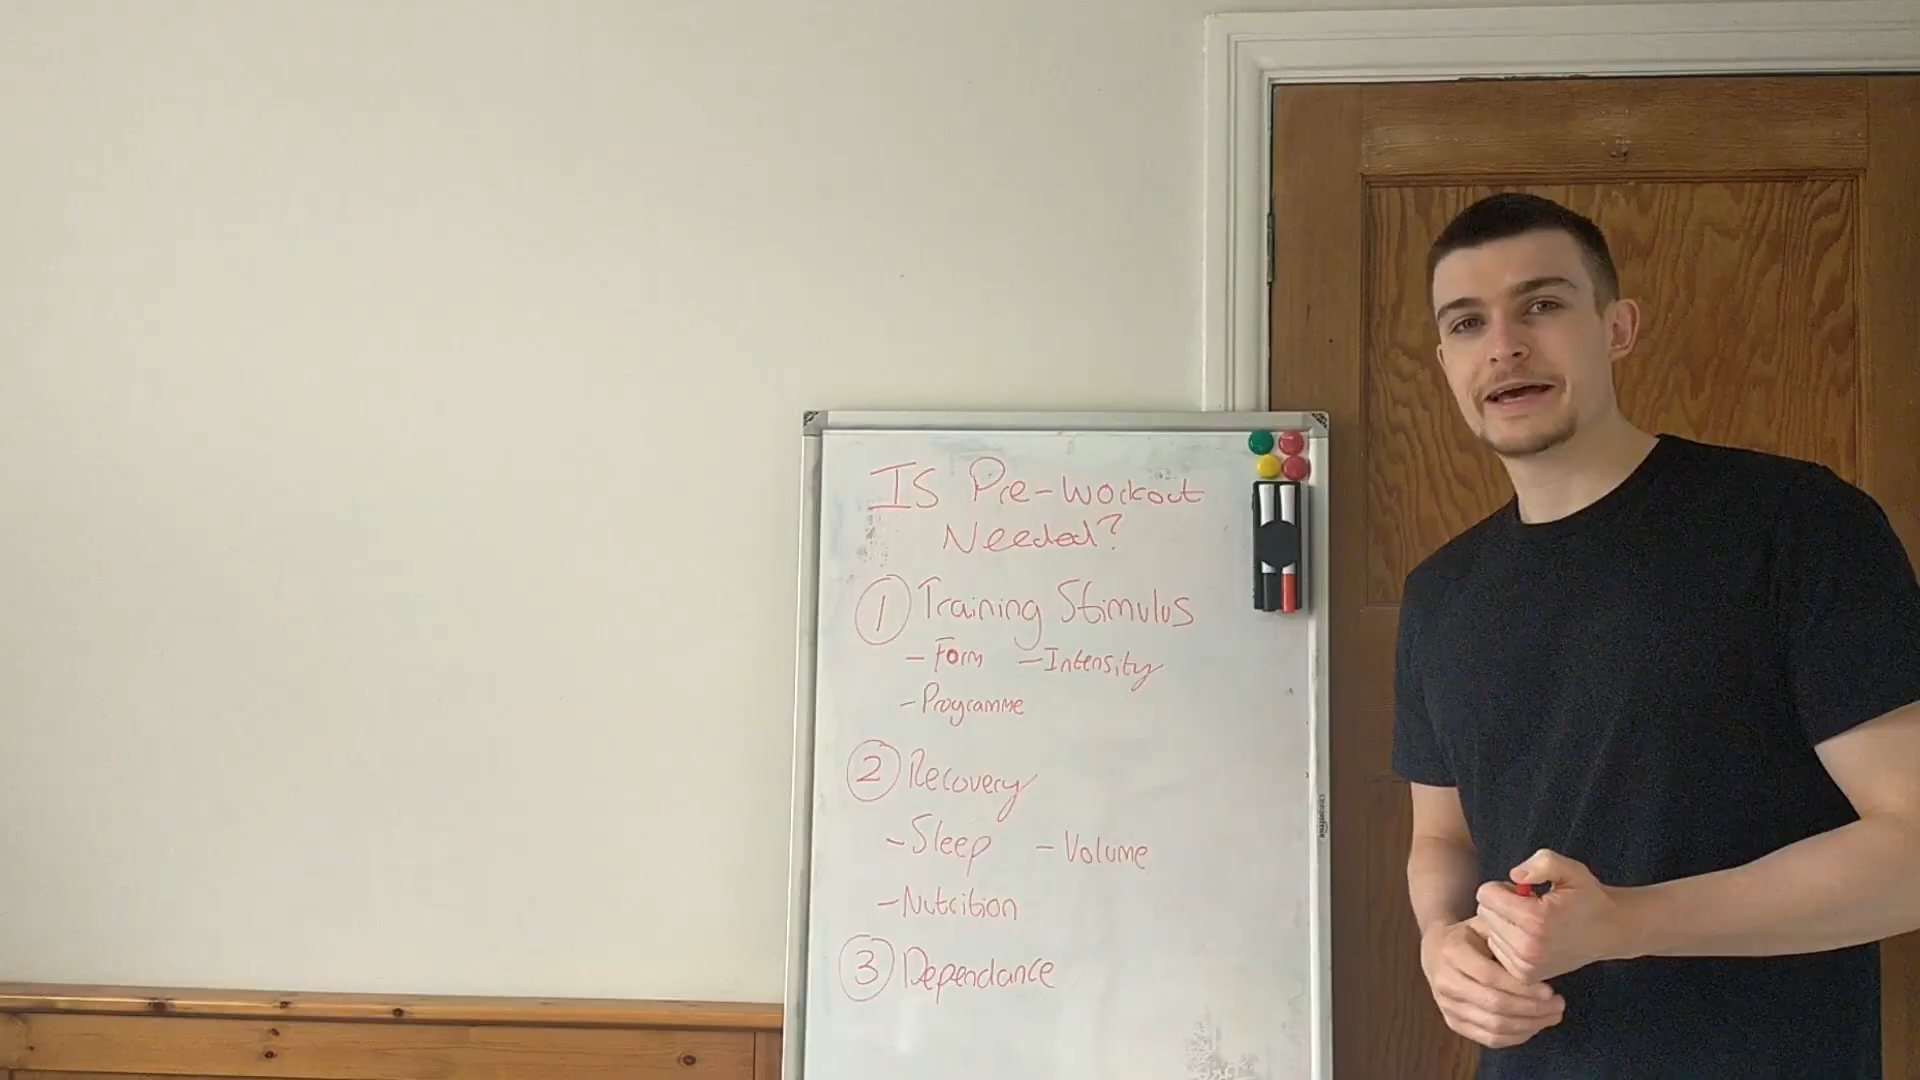 IS Pre-Workout
Needed?
1 Training Stimulus
- Form - Intensity
- Programme
2 Recovery
- Sleep - Volume
- Nutrition
3 Dependance